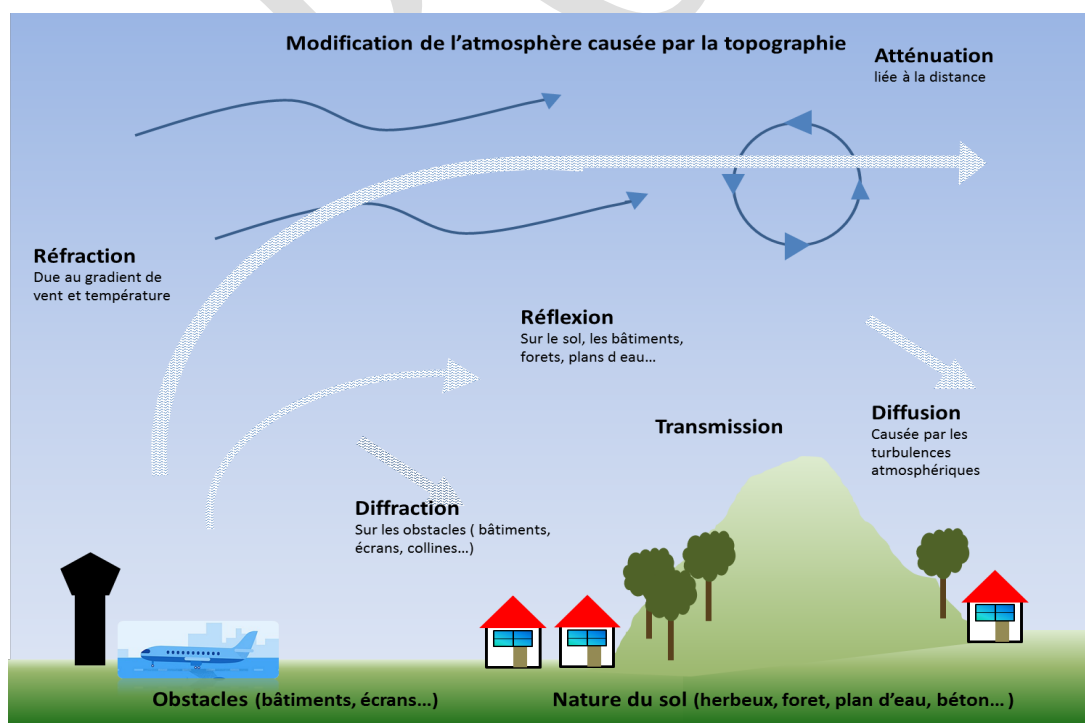 Modification de l'atmosphère causée par la topographie
Atténuation
liée à la distance
Réfraction
Due au gradient de
vent et température
Réflexion
Sur le sol, les bâtiments,
forets, plans d eau...
Transmission
Diffusion
Causée par les
turbulences
atmosphériques
Diffraction
Sur les obstacles ( bâtiments,
écrans, collines...)
Obstacles (bâtiments, écrans...)
Nature du sol (herbeux, foret, plan d'eau, béton... )